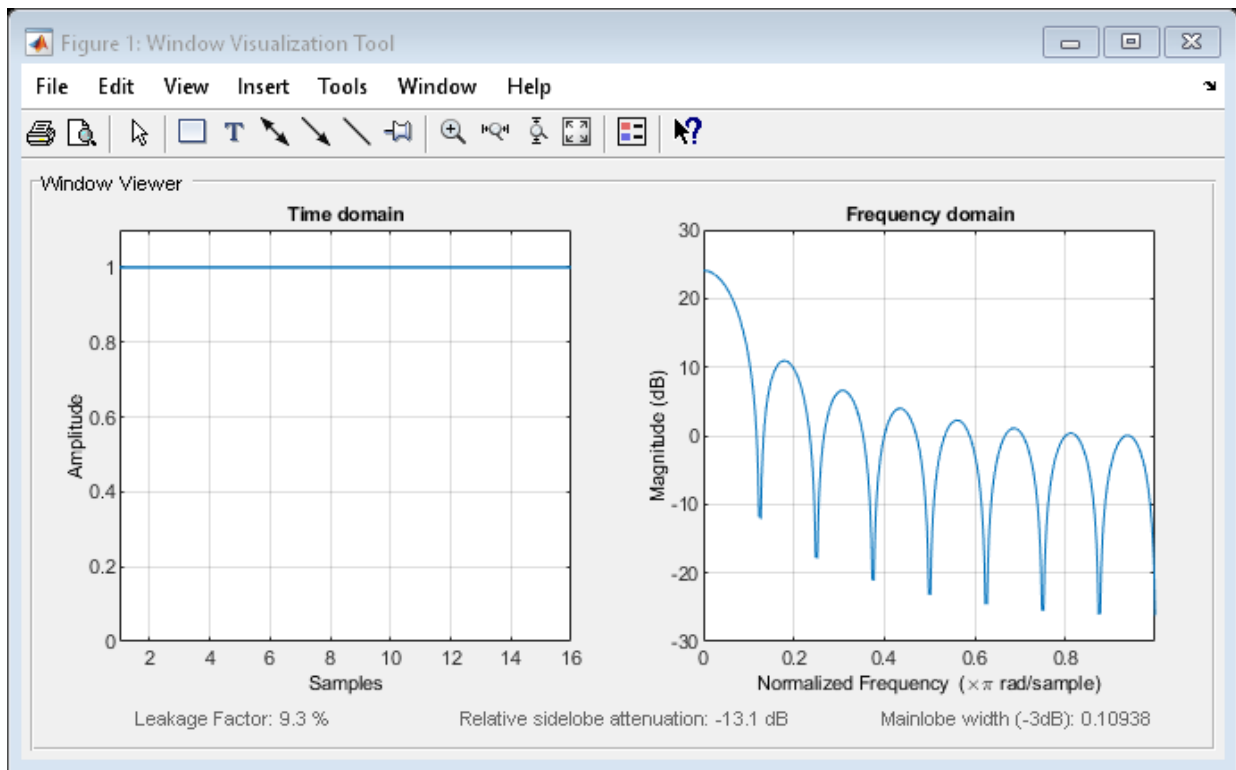 Figure 1: Window Visualization Tool
File Edit View Insert Tools Window Help
Window Viewer
Time domain
1
0.8
0.6
0.4
0.2
0
Amplitude
2 4 6 8 10 12 14 16
Samples
Frequency domain
30
20
10
0
-10
-20
-30
Magnitude (dB)
0 0.2 0.4 0.6 0.8
Normalized Frequency (×π rad/sample)
Leakage Factor: 9.3 %
Relative sidelobe attenuation: -13.1 dB
Mainlobe width (-3dB): 0.10938